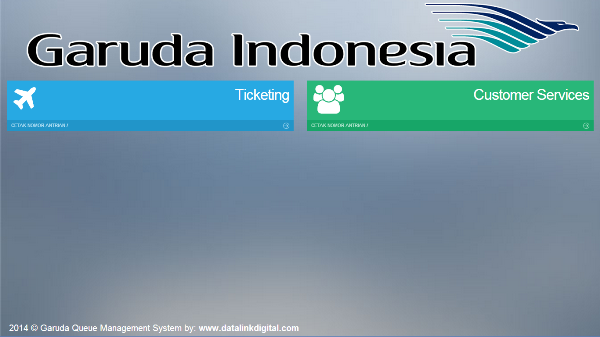 Garuda Indonesia
Ticketing
CETAK NOMOR ANTRIAN !
Customer Services
CETAK NOMOR ANTRIAN !
2014 © Garuda Queue Management System by: www.datalinkdigital.com